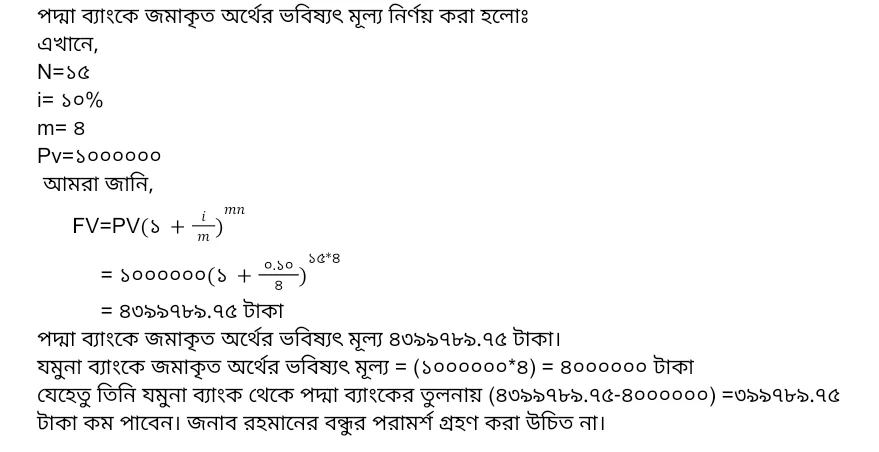 পদ্মা ব্যাংকে জমাকৃত অর্থের ভবিষ্যৎ মূল্য নির্ণয় করা হলোঃ
এখানে,
N=১৫
i= ১০%
m= ৪
Pv=১০০০০০০
আমরা জানি,
FV=PV(১ + i/m)^mn
= ১০০০০০০(১ + ০.১০/৪)^১৫*৪
= ৪৩৯৯৭৮৯.৭৫ টাকা
পদ্মা ব্যাংকে জমাকৃত অর্থের ভবিষ্যৎ মূল্য ৪৩৯৯৭৮৯.৭৫ টাকা।
যমুনা ব্যাংকে জমাকৃত অর্থের ভবিষ্যৎ মূল্য = (১০০০০০০*৪) = ৪০০০০০০ টাকা
যেহেতু তিনি যমুনা ব্যাংক থেকে পদ্মা ব্যাংকের তুলনায় (৪৩৯৯৭৮৯.৭৫-৪০০০০০০) =৩৯৯৭৮৯.৭৫
টাকা কম পাবেন। জনাব রহমানের বন্ধুর পরামর্শ গ্রহণ করা উচিত না।